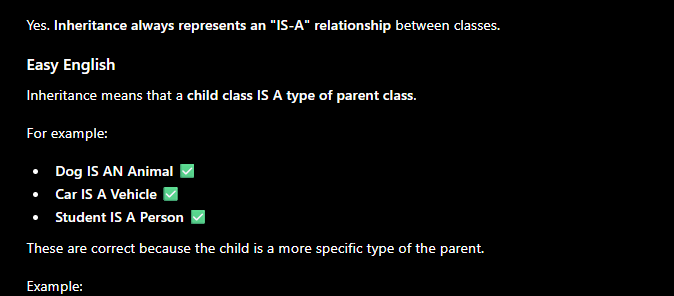 Yes. Inheritance always represents an "IS-A" relationship between classes.
Easy English
Inheritance means that a child class IS A type of parent class.
For example:
• Dog IS AN Animal ✅
• Car IS A Vehicle ✅
• Student IS A Person ✅
These are correct because the child is a more specific type of the parent.
Example: